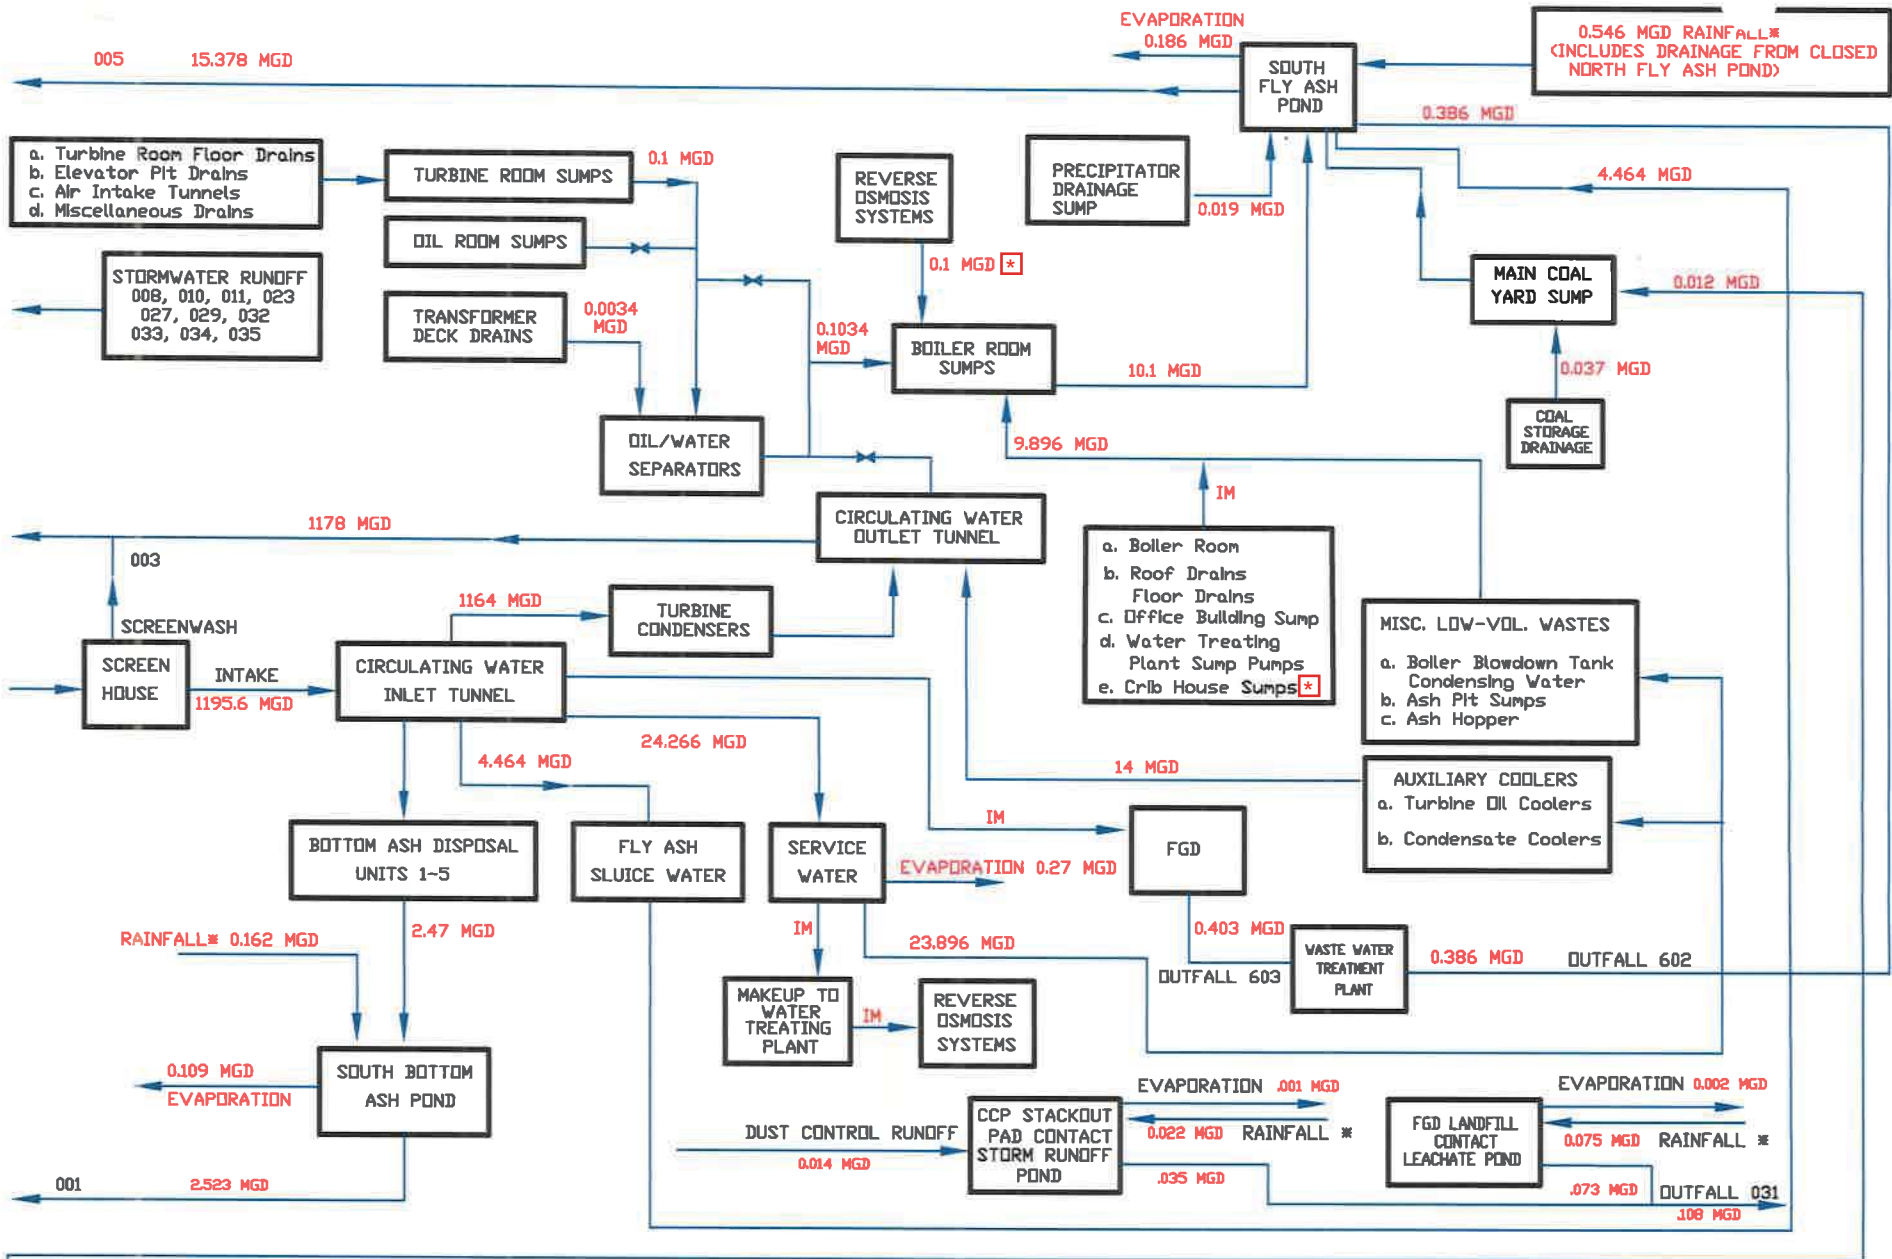 EVAPORATION
0.186 MGD
0.546 MGD RAINFALL*
(INCLUDES DRAINAGE FROM CLOSED
NORTH FLY ASH POND)
005 15.378 MGD
SOUTH
FLY ASH
POND
0.386 MGD
a. Turbine Room Floor Drains
b. Elevator Pit Drains
c. Air Intake Tunnels
d. Miscellaneous Drains
TURBINE ROOM SUMPS
0.1 MGD
OIL ROOM SUMPS
STORMWATER RUNOFF
008, 010, 011, 023
027, 029, 032
033, 034, 035
TRANSFORMER
DECK DRAINS
0.0034
MGD
REVERSE
OSMOSIS
SYSTEMS
0.1 MGD *
PRECIPITATOR
DRAINAGE
SUMP
0.019 MGD
4.464 MGD
MAIN COAL
YARD SUMP
0.012 MGD
0.1034
MGD
BOILER ROOM
SUMPS
10.1 MGD
0.037 MGD
COAL
STORAGE
DRAINAGE
OIL/WATER
SEPARATORS
9.896 MGD
IM
1178 MGD
CIRCULATING WATER
OUTLET TUNNEL
003
a. Boiler Room
b. Roof Drains
Floor Drains
c. Office Building Sump
d. Water Treating
Plant Sump Pumps
e. Crib House Sumps *
SCREENWASH
1164 MGD
TURBINE
CONDENSERS
MISC. LOW-VOL. WASTES
a. Boiler Blowdown Tank
Condensing Water
b. Ash Pit Sumps
c. Ash Hopper
SCREEN
HOUSE
INTAKE
1195.6 MGD
CIRCULATING WATER
INLET TUNNEL
24.266 MGD
4.464 MGD
14 MGD
AUXILIARY COOLERS
a. Turbine Oil Coolers
b. Condensate Coolers
BOTTOM ASH DISPOSAL
UNITS 1-5
FLY ASH
SLUICE WATER
SERVICE
WATER
IM
FGD
EVAPORATION 0.27 MGD
RAINFALL* 0.162 MGD
2.47 MGD
IM
23.896 MGD
0.403 MGD
OUTFALL 603
WASTE WATER
TREATMENT
PLANT
0.386 MGD OUTFALL 602
MAKEUP TO
WATER
TREATING
PLANT
IM
REVERSE
OSMOSIS
SYSTEMS
0.109 MGD
EVAPORATION
SOUTH BOTTOM
ASH POND
EVAPORATION .001 MGD
EVAPORATION 0.002 MGD
DUST CONTROL RUNOFF
0.014 MGD
CCP STACKOUT
PAD CONTACT
STORM RUNOFF
POND
0.022 MGD RAINFALL *
FGD LANDFILL
CONTACT
LEACHATE POND
0.075 MGD RAINFALL *
001 2.523 MGD
.035 MGD
.073 MGD OUTFALL 031
.108 MGD